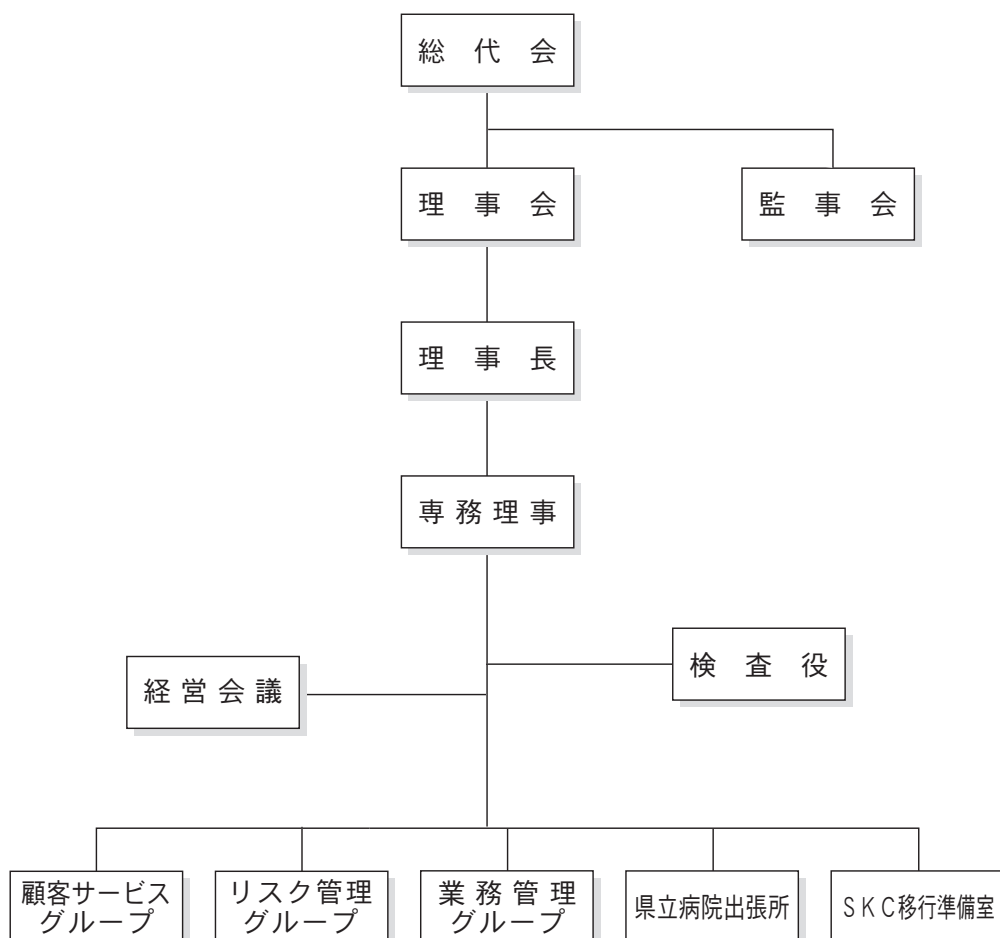 総代会
理事会
監事会
理事長
専務理事
検査役
経営会議
顧客サービス
グループ
リスク管理
グループ
業務管理
グループ
県立病院出張所
ＳＫＣ移行準備室